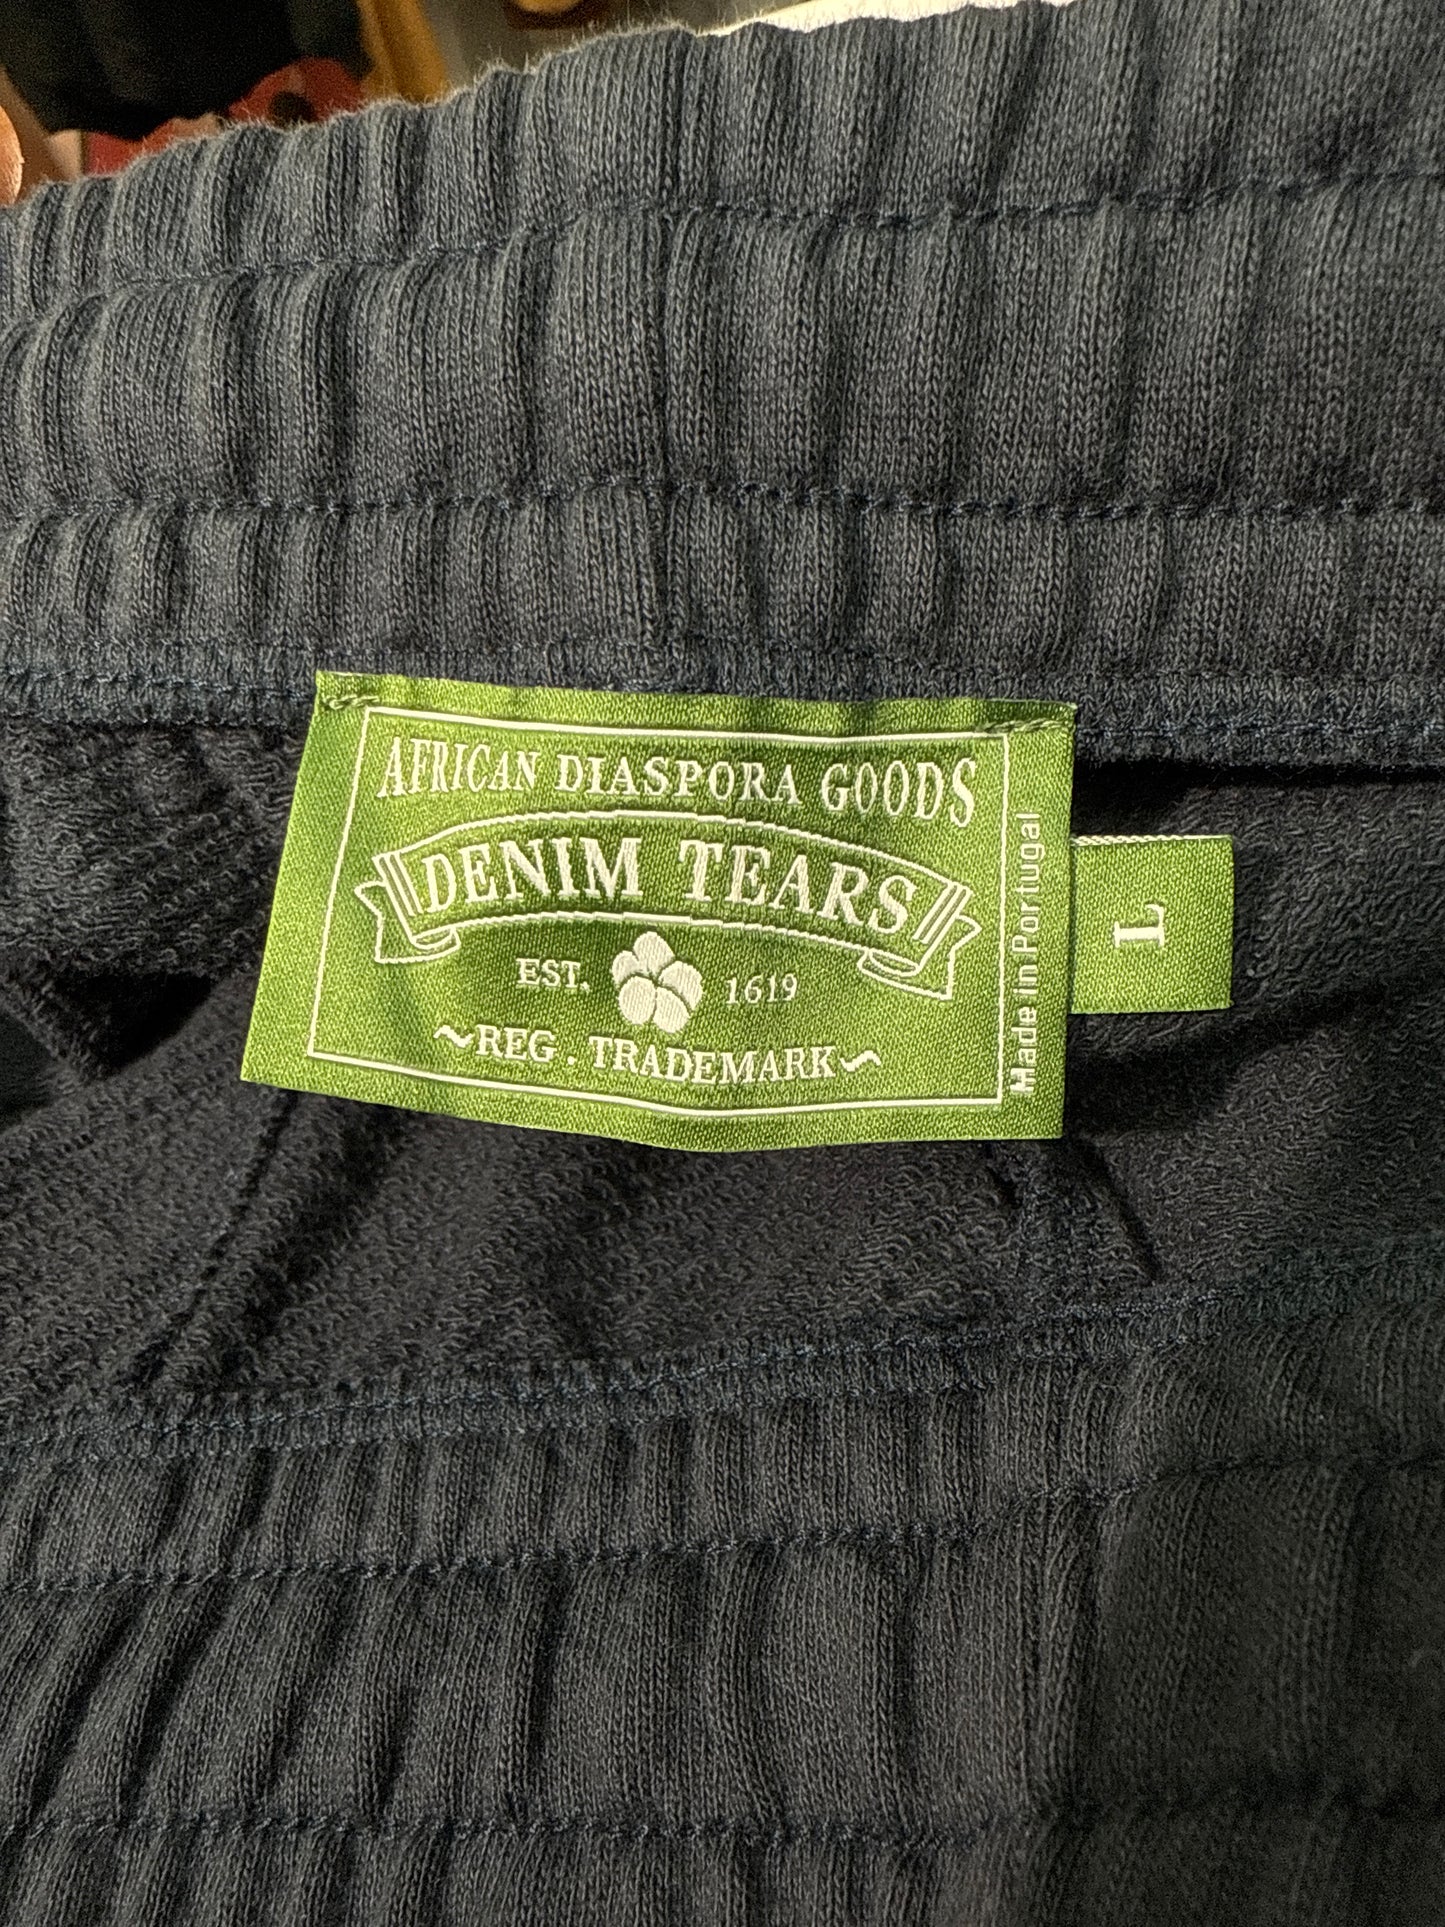 AFRICAN DIASPORA GOODS
DENIM TEARS
EST. 1619
~REG. TRADEMARK~
Made in Portugal
L